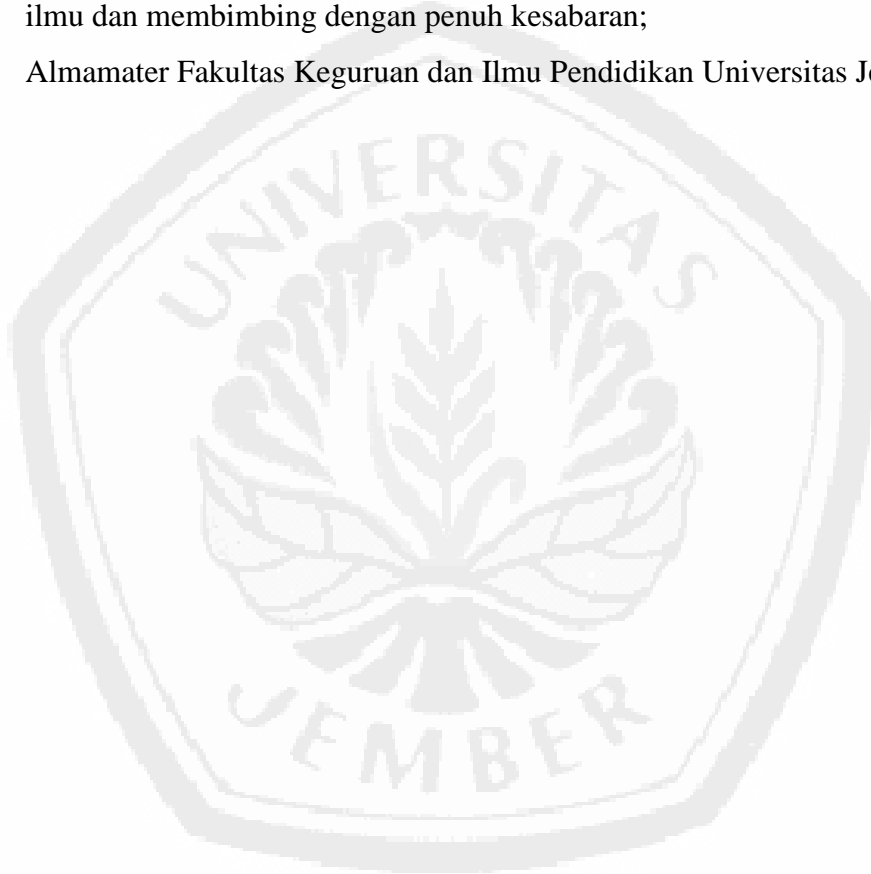 ilmu dan membimbing dengan penuh kesabaran;
Almamater Fakultas Keguruan dan Ilmu Pendidikan Universitas
UNIVERSITAS
JEMBER